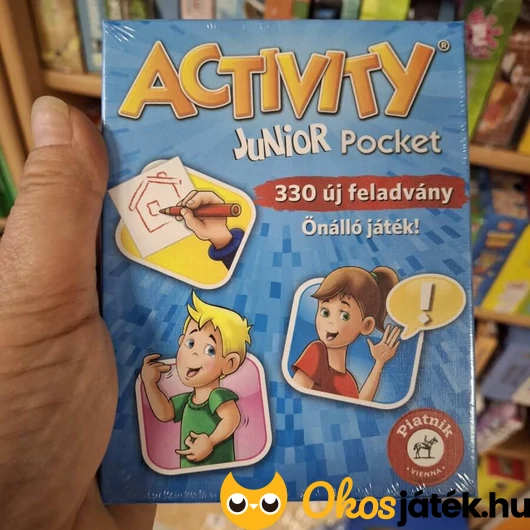 ACTIVITY®
JUNIOR Pocket
330 új feladvány
Önálló játék!
!
Piatnik
VIENNA
Okosjáték.hu